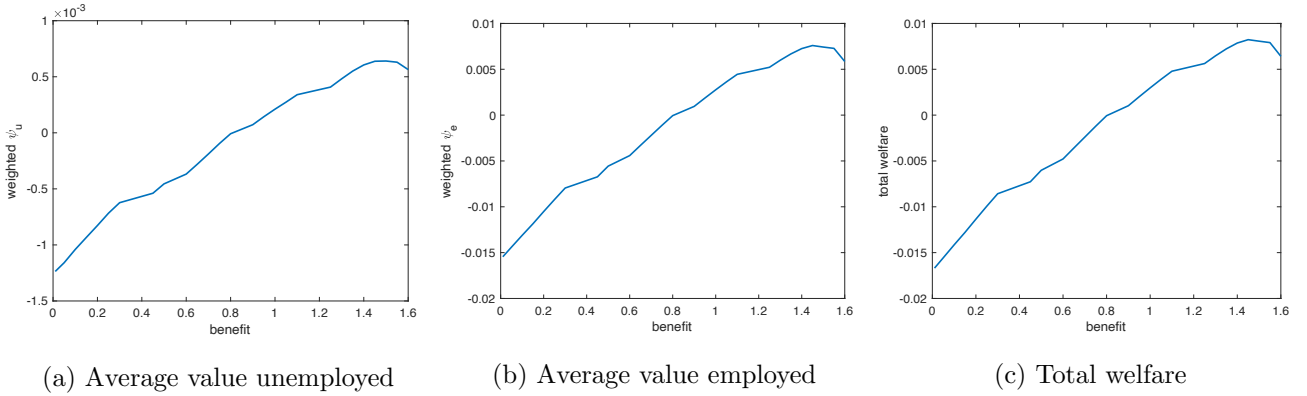 1 ×10-3
0.5
0
-0.5
-1
-1.5
weighted ψu
0 0.2 0.4 0.6 0.8 1 1.2 1.4 1.6
benefit
(a) Average value unemployed
0.01
0.005
0
-0.005
-0.01
-0.015
-0.02
weighted ψe
0 0.2 0.4 0.6 0.8 1 1.2 1.4 1.6
benefit
(b) Average value employed
0.01
0.005
0
-0.005
-0.01
-0.015
-0.02
total welfare
0 0.2 0.4 0.6 0.8 1 1.2 1.4 1.6
benefit
(c) Total welfare